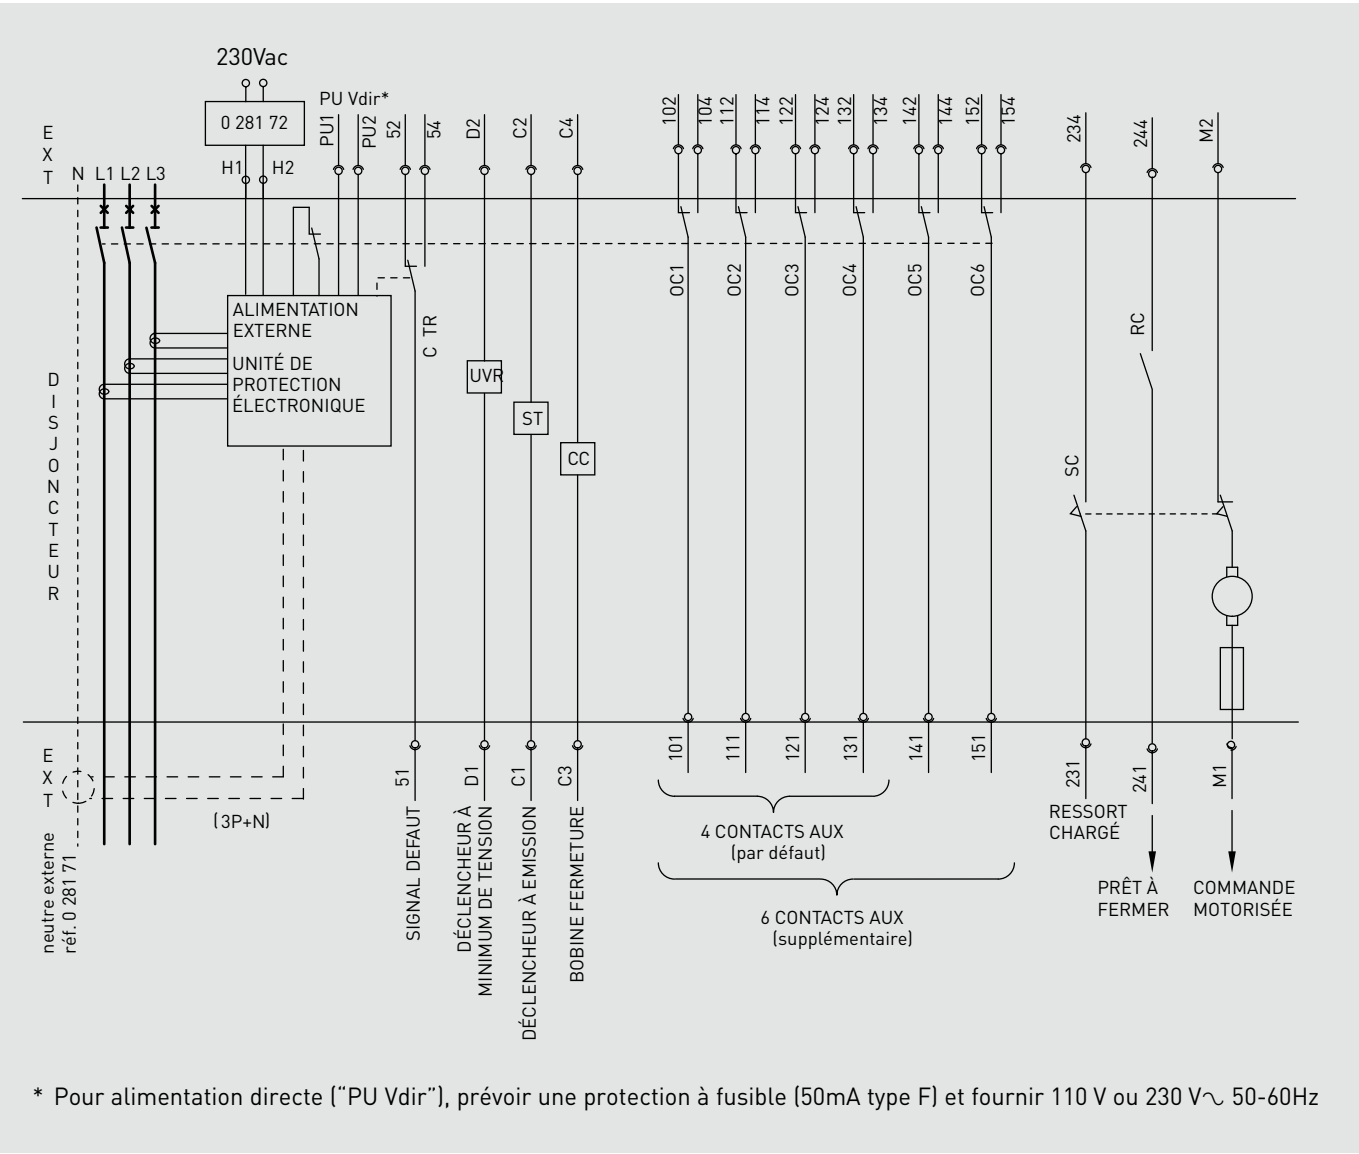 230Vac
0 281 72
H1
H2
PU Vdir*
PU1
PU2
52
54
D2
C2
C4
102
104
112
114
122
124
132
134
142
144
152
154
234
244
M2
EXT
N
L1
L2
L3
ALIMENTATION
EXTERNE
UNITÉ DE
PROTECTION
ÉLECTRONIQUE
C TR
UVR
ST
CC
OC1
OC2
OC3
OC4
OC5
OC6
RC
SC
DISJONCTEUR
EXT
(3P+N)
neutre externe
réf. 0 281 71
51
D1
C1
C3
101
111
121
131
141
151
231
241
M1
SIGNAL DEFAUT
DÉCLENCHEUR À
MINIMUM DE TENSION
DÉCLENCHEUR À EMISSION
BOBINE FERMETURE
4 CONTACTS AUX
(par défaut)
6 CONTACTS AUX
(supplémentaire)
RESSORT
CHARGÉ
PRÊT À
FERMER
COMMANDE
MOTORISÉE
* Pour alimentation directe (“PU Vdir”), prévoir une protection à fusible (50mA type F) et fournir 110 V ou 230 V~ 50-60Hz